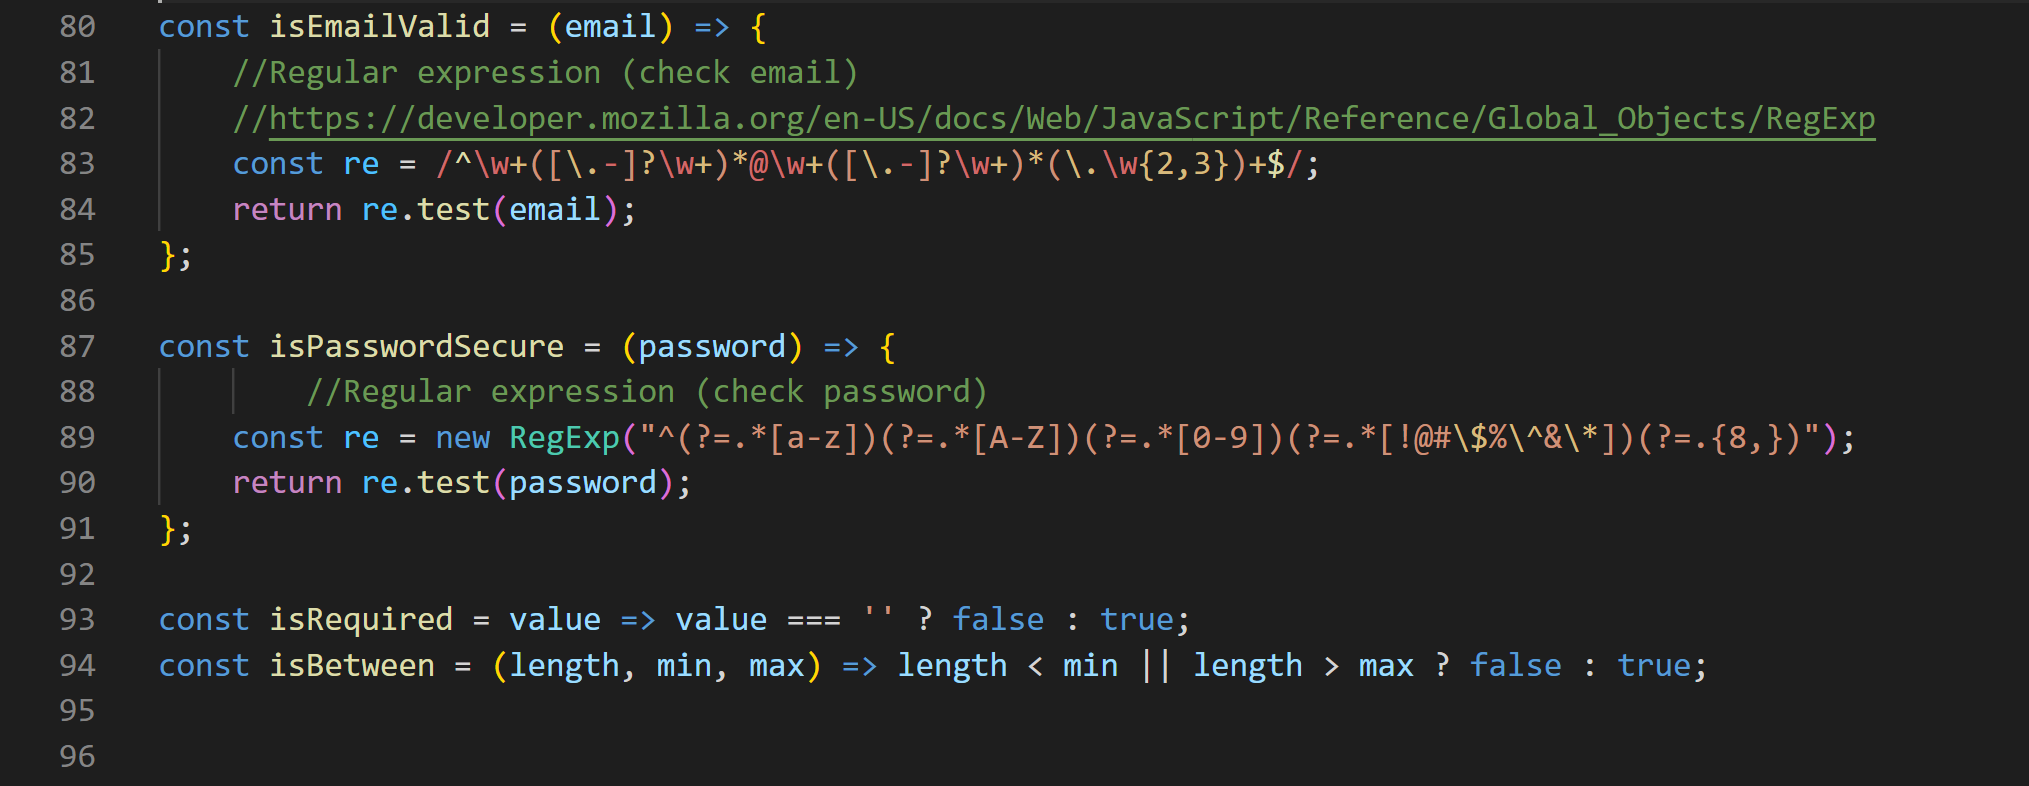 80 const isEmailValid = (email) => {
81 //Regular expression (check email)
82 //https://developer.mozilla.org/en-US/docs/Web/JavaScript/Reference/Global_Objects/RegExp
83 const re = /^\w+([\.-]?\w+)*@\w+([\.-]?\w+)*(\.\w{2,3})+$/;
84 return re.test(email);
85 };
86
87 const isPasswordSecure = (password) => {
88 //Regular expression (check password)
89 const re = new RegExp("^(?=.*[a-z])(?=.*[A-Z])(?=.*[0-9])(?=.*[!@#\$%\^&\*])(?=.{8,})");
90 return re.test(password);
91 };
92
93 const isRequired = value => value === '' ? false : true;
94 const isBetween = (length, min, max) => length < min || length > max ? false : true;
95
96